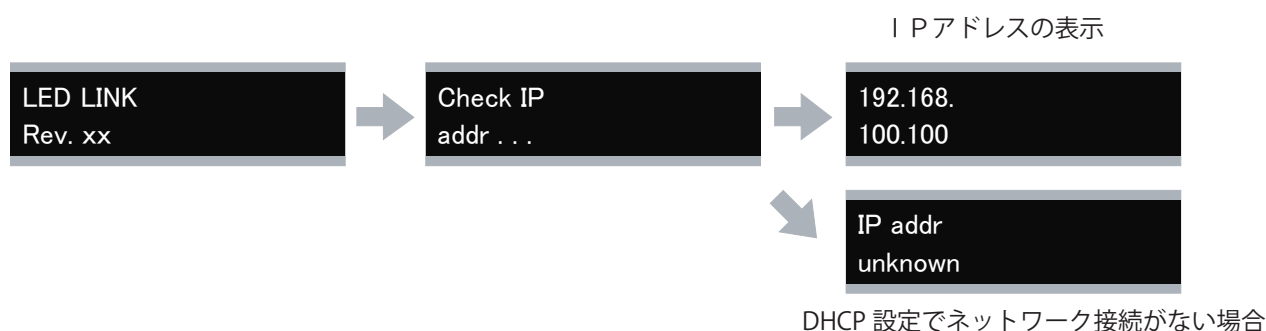 ＩＰアドレスの表示
LED LINK
Rev. xx
Check IP
addr . . .
192.168.
100.100
IP addr
unknown
DHCP 設定でネットワーク接続がない場合